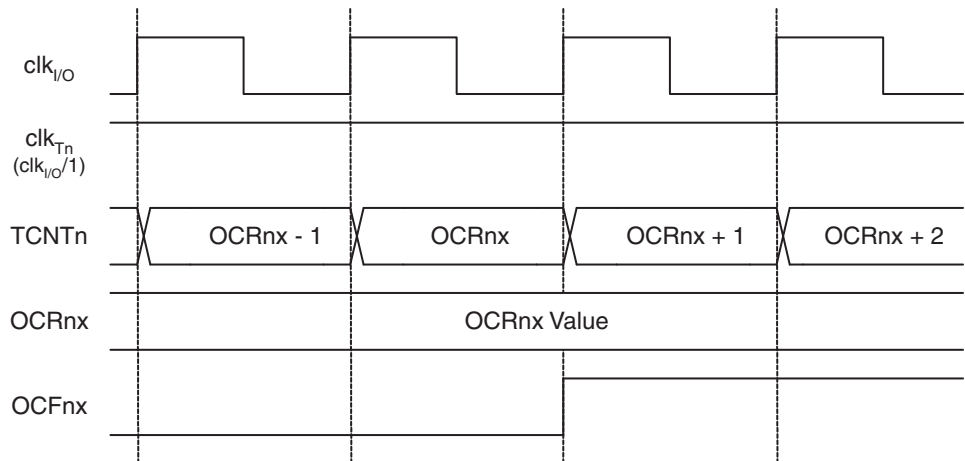 clkI/O
clkTn
(clkI/O/1)
TCNTn
OCRnx - 1
OCRnx
OCRnx + 1
OCRnx + 2
OCRnx
OCRnx Value
OCFnx